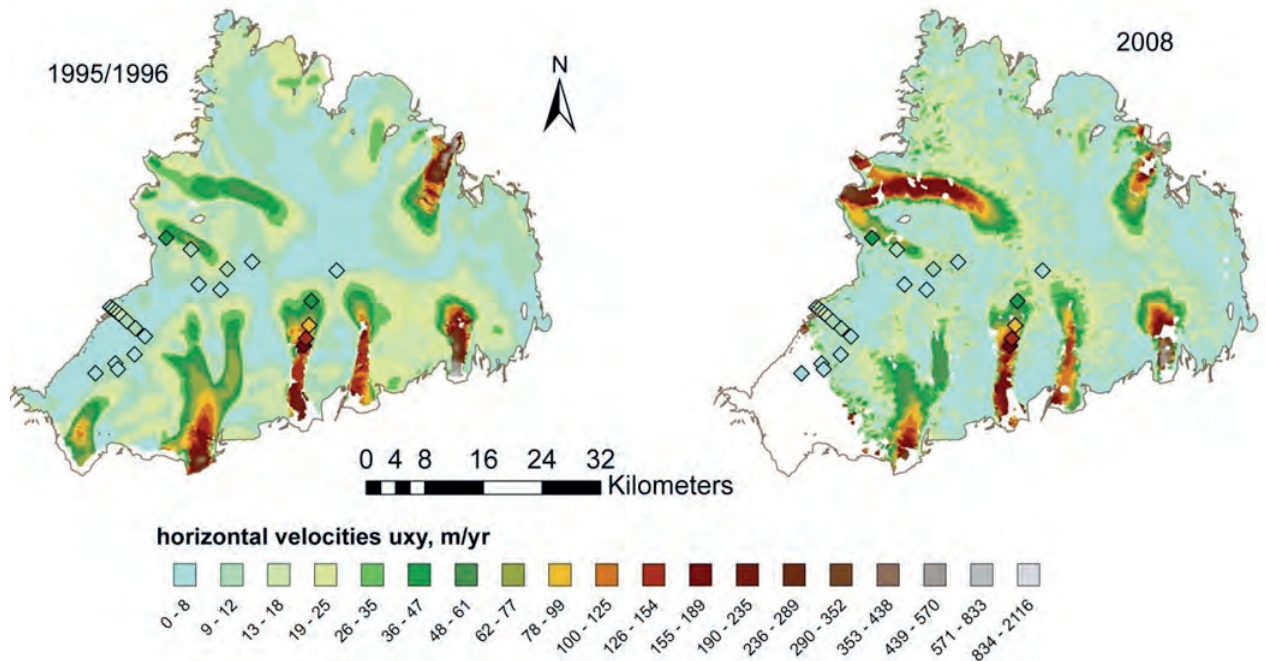 1995/1996
N
2008
0 4 8 16 24 32
Kilometers
horizontal velocities uxy, m/yr
0 - 8
9 - 12
13 - 18
19 - 25
26 - 35
36 - 47
48 - 61
62 - 77
78 - 99
100 - 125
126 - 154
155 - 189
190 - 235
236 - 289
290 - 352
353 - 438
439 - 570
571 - 833
834 - 2116